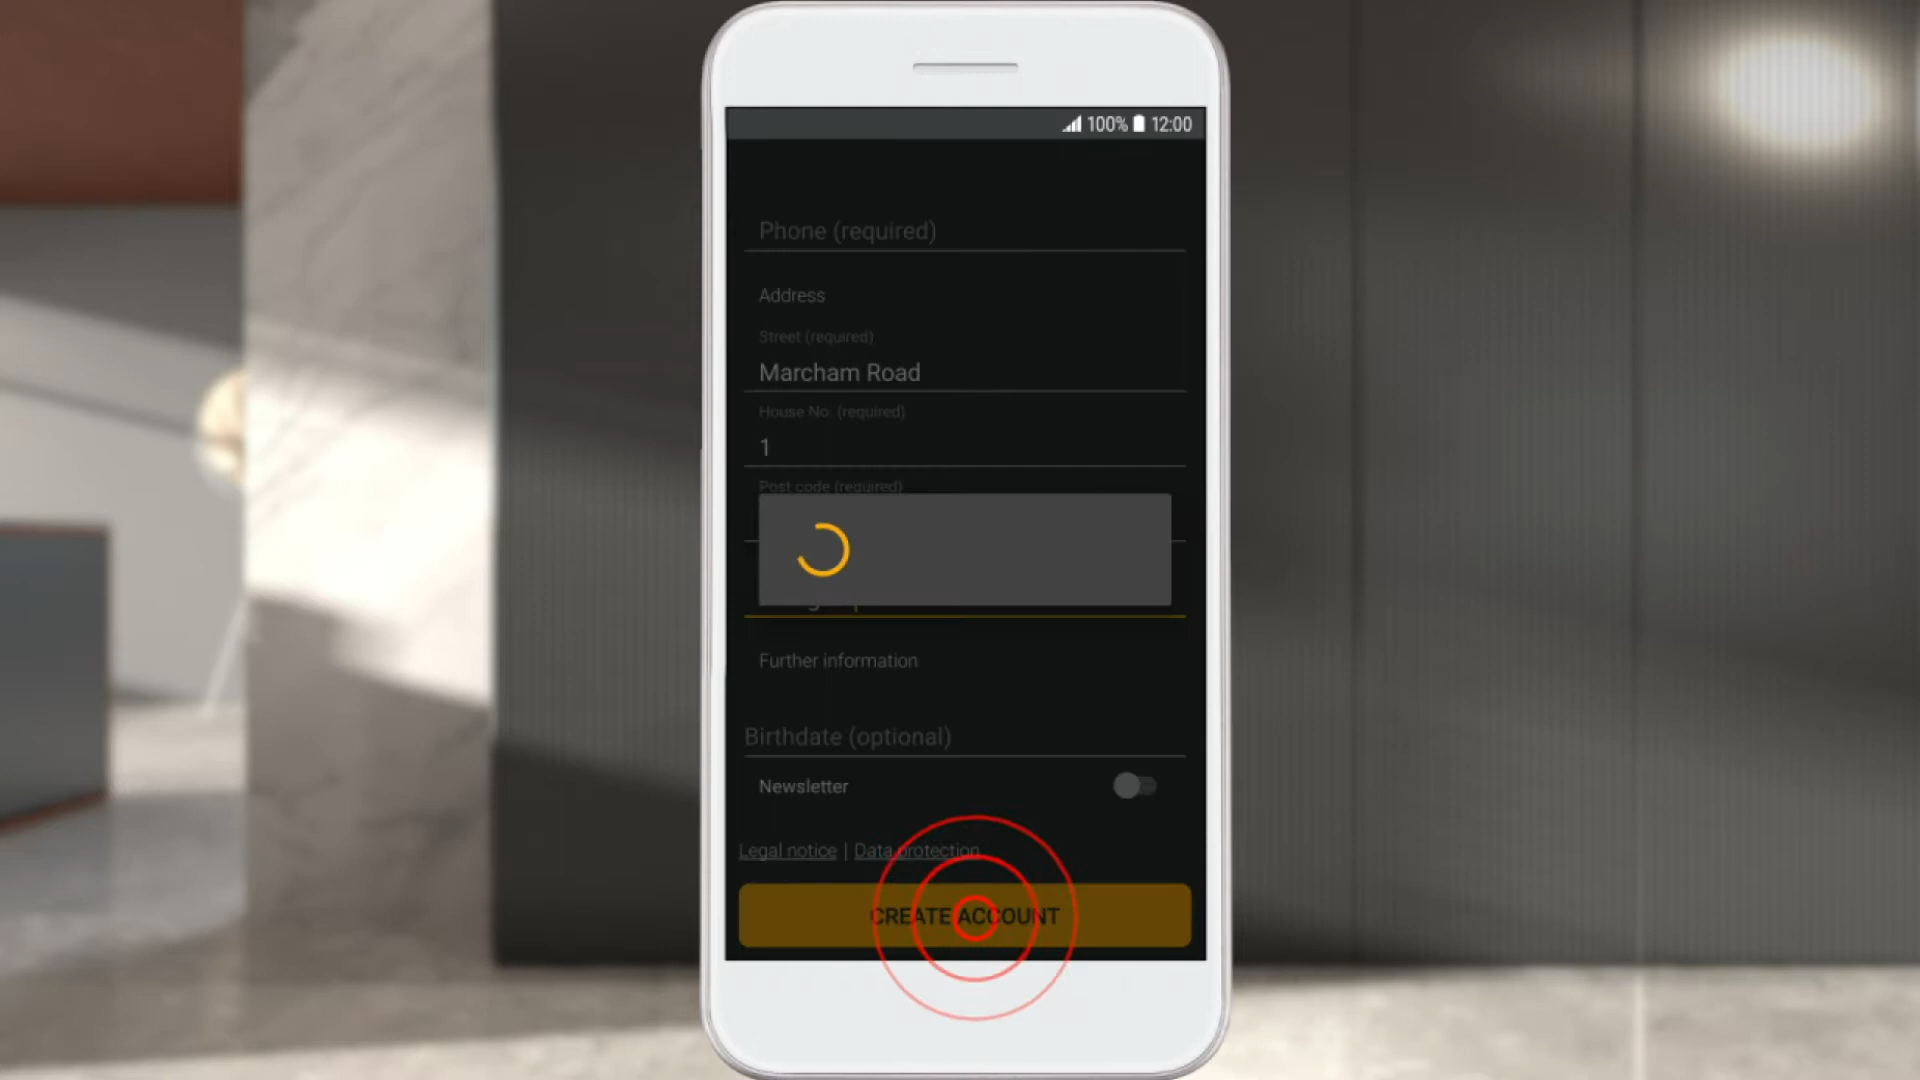 100% 12:00
Phone (required)
Address
Street (required)
Marcham Road
House No. (required)
1
Post code (required)
Further information
Birthdate (optional)
Newsletter
Legal notice | Data protection
CREATE ACCOUNT